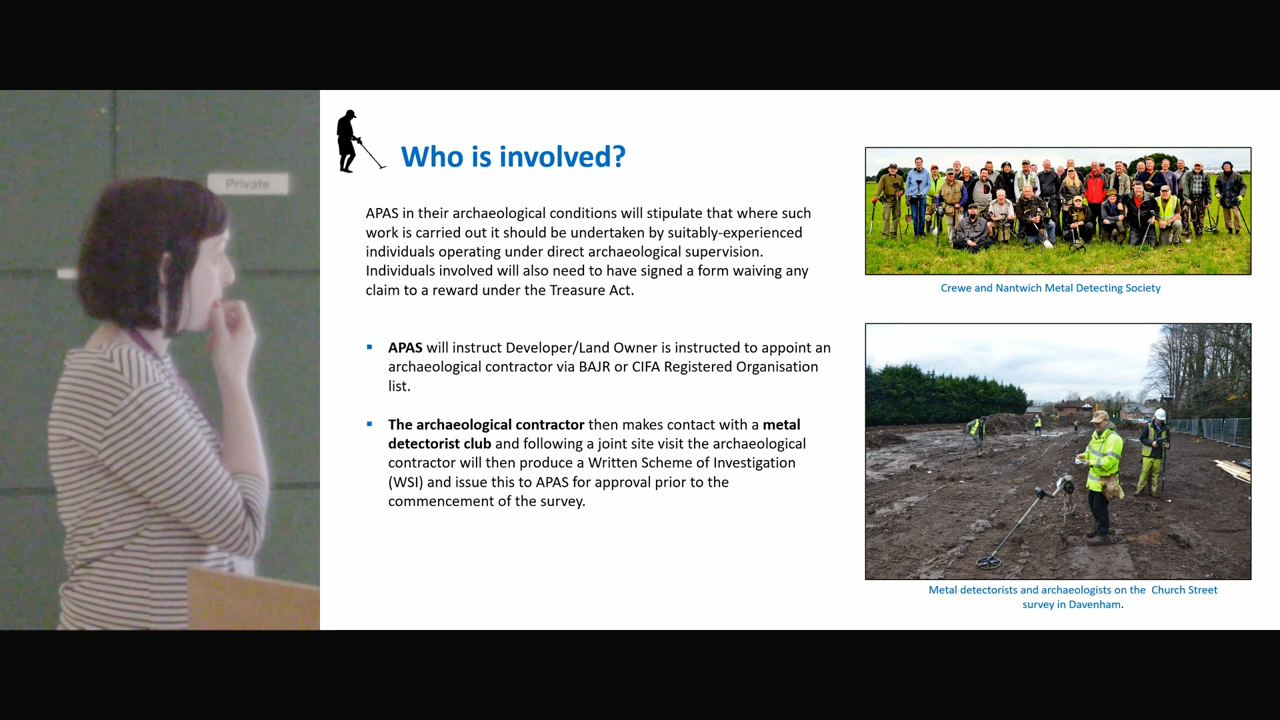 Private
Who is involved?
APAS in their archaeological conditions will stipulate that where such
work is carried out it should be undertaken by suitably-experienced
individuals operating under direct archaeological supervision.
Individuals involved will also need to have signed a form waiving any
claim to a reward under the Treasure Act.
▪ APAS will instruct Developer/Land Owner is instructed to appoint an
archaeological contractor via BAJR or CIFA Registered Organisation
list.
▪ The archaeological contractor then makes contact with a metal
detectorist club and following a joint site visit the archaeological
contractor will then produce a Written Scheme of Investigation
(WSI) and issue this to APAS for approval prior to the
commencement of the survey.
Crewe and Nantwich Metal Detecting Society
Metal detectorists and archaeologists on the Church Street
survey in Davenham.